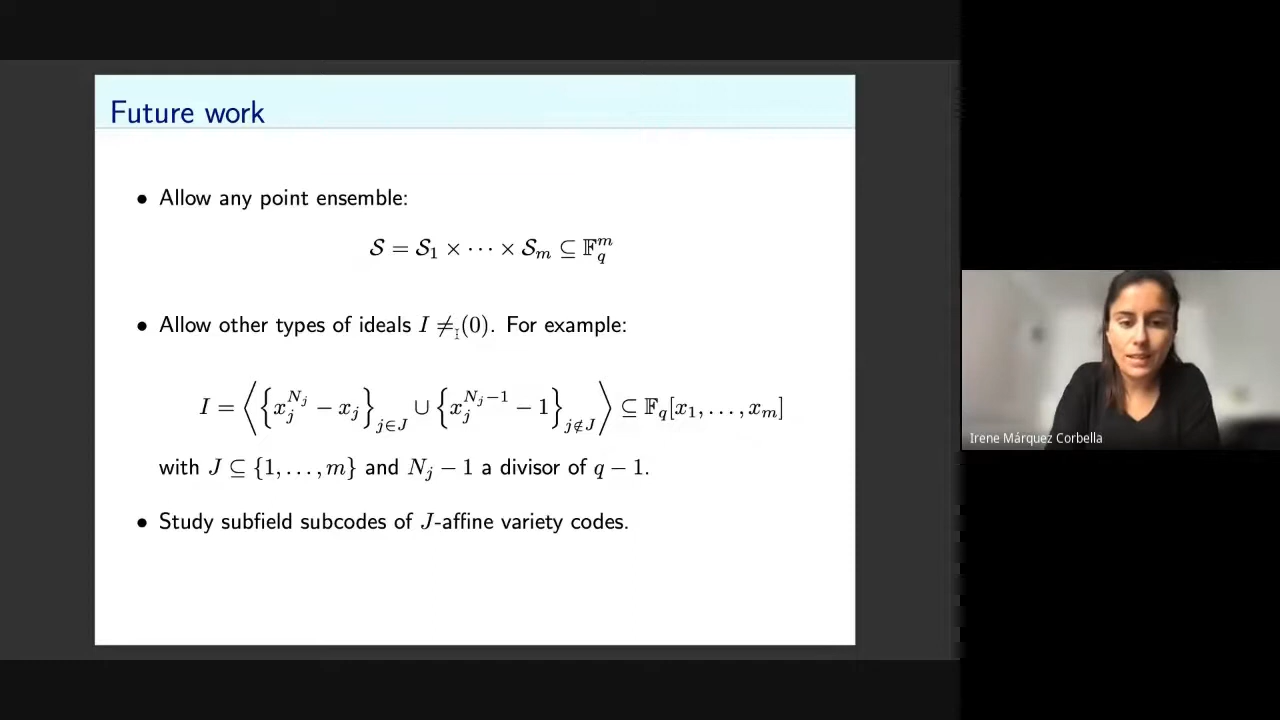 Future work
• Allow any point ensemble:
𝒮 = 𝒮₁ × ⋯ × 𝒮ₘ ⊆ 𝔽_q^m
• Allow other types of ideals I ≠ (0). For example:
I = ⟨{x_j^{N_j} − x_j}_{j∈J} ∪ {x_j^{N_j−1} − 1}_{j∉J}⟩ ⊆ 𝔽_q[x₁, …, xₘ]
with J ⊆ {1, …, m} and N_j − 1 a divisor of q − 1.
• Study subfield subcodes of J-affine variety codes.
Irene Márquez Corbella